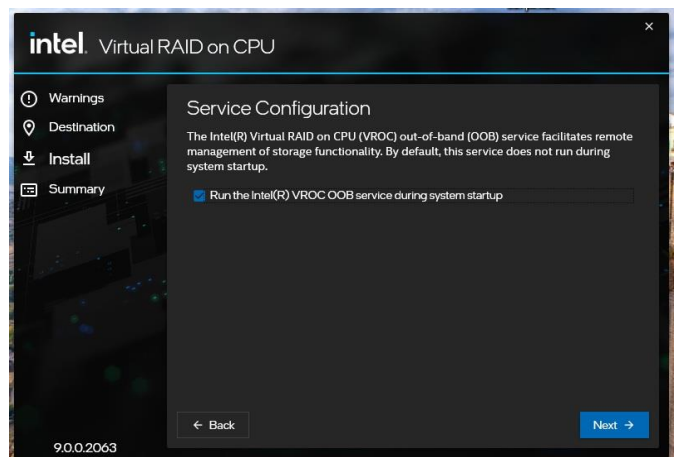 intel. Virtual RAID on CPU
Warnings
Destination
Install
Summary
Service Configuration
The Intel(R) Virtual RAID on CPU (VROC) out-of-band (OOB) service facilitates remote
management of storage functionality. By default, this service does not run during
system startup.
Run the Intel(R) VROC OOB service during system startup
Back
Next
9.0.0.2063